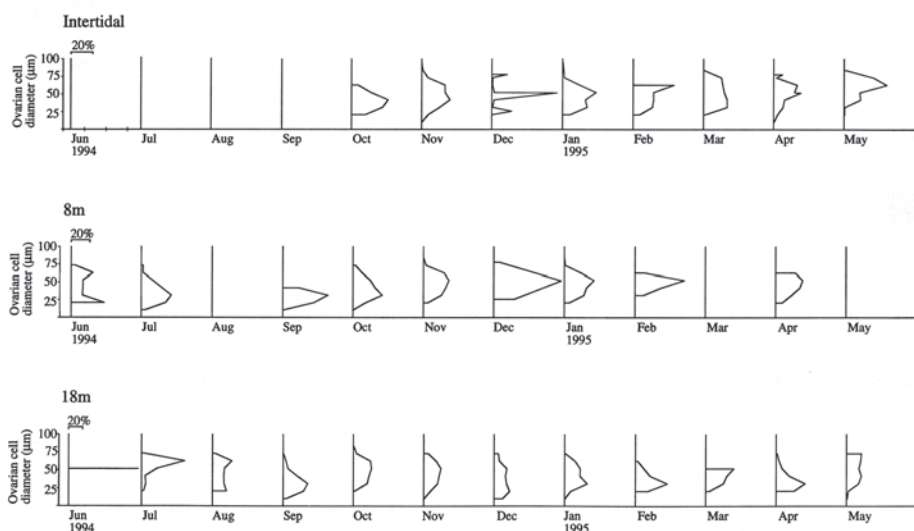 Intertidal
20%
Ovarian cell
diameter (μm)
100
75
50
25
Jun Jul Aug Sep Oct Nov Dec Jan Feb Mar Apr May
1994 1995
8m
20%
Ovarian cell
diameter (μm)
100
75
50
25
Jun Jul Aug Sep Oct Nov Dec Jan Feb Mar Apr May
1994 1995
18m
20%
Ovarian cell
diameter (μm)
100
75
50
25
Jun Jul Aug Sep Oct Nov Dec Jan Feb Mar Apr May
1994 1995